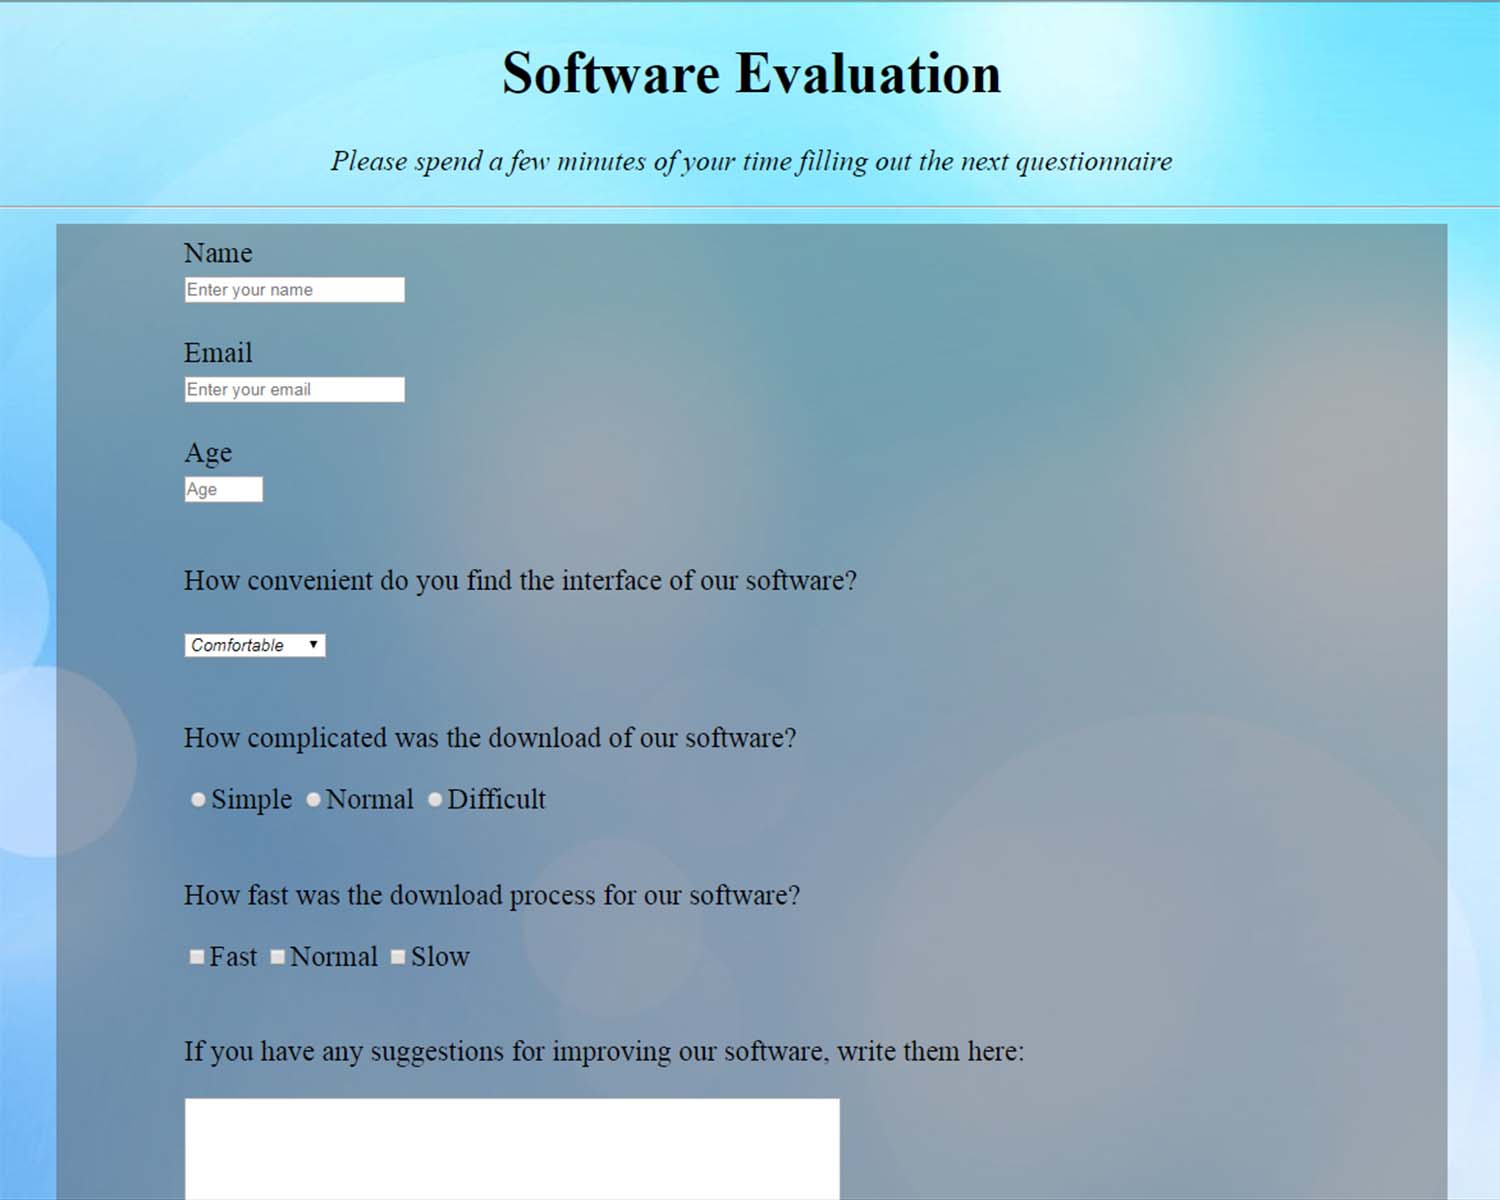 Software Evaluation
Please spend a few minutes of your time filling out the next questionnaire
Name
Enter your name
Email
Enter your email
Age
Age
How convenient do you find the interface of our software?
Comfortable
How complicated was the download of our software?
Simple Normal Difficult
How fast was the download process for our software?
Fast Normal Slow
If you have any suggestions for improving our software, write them here: